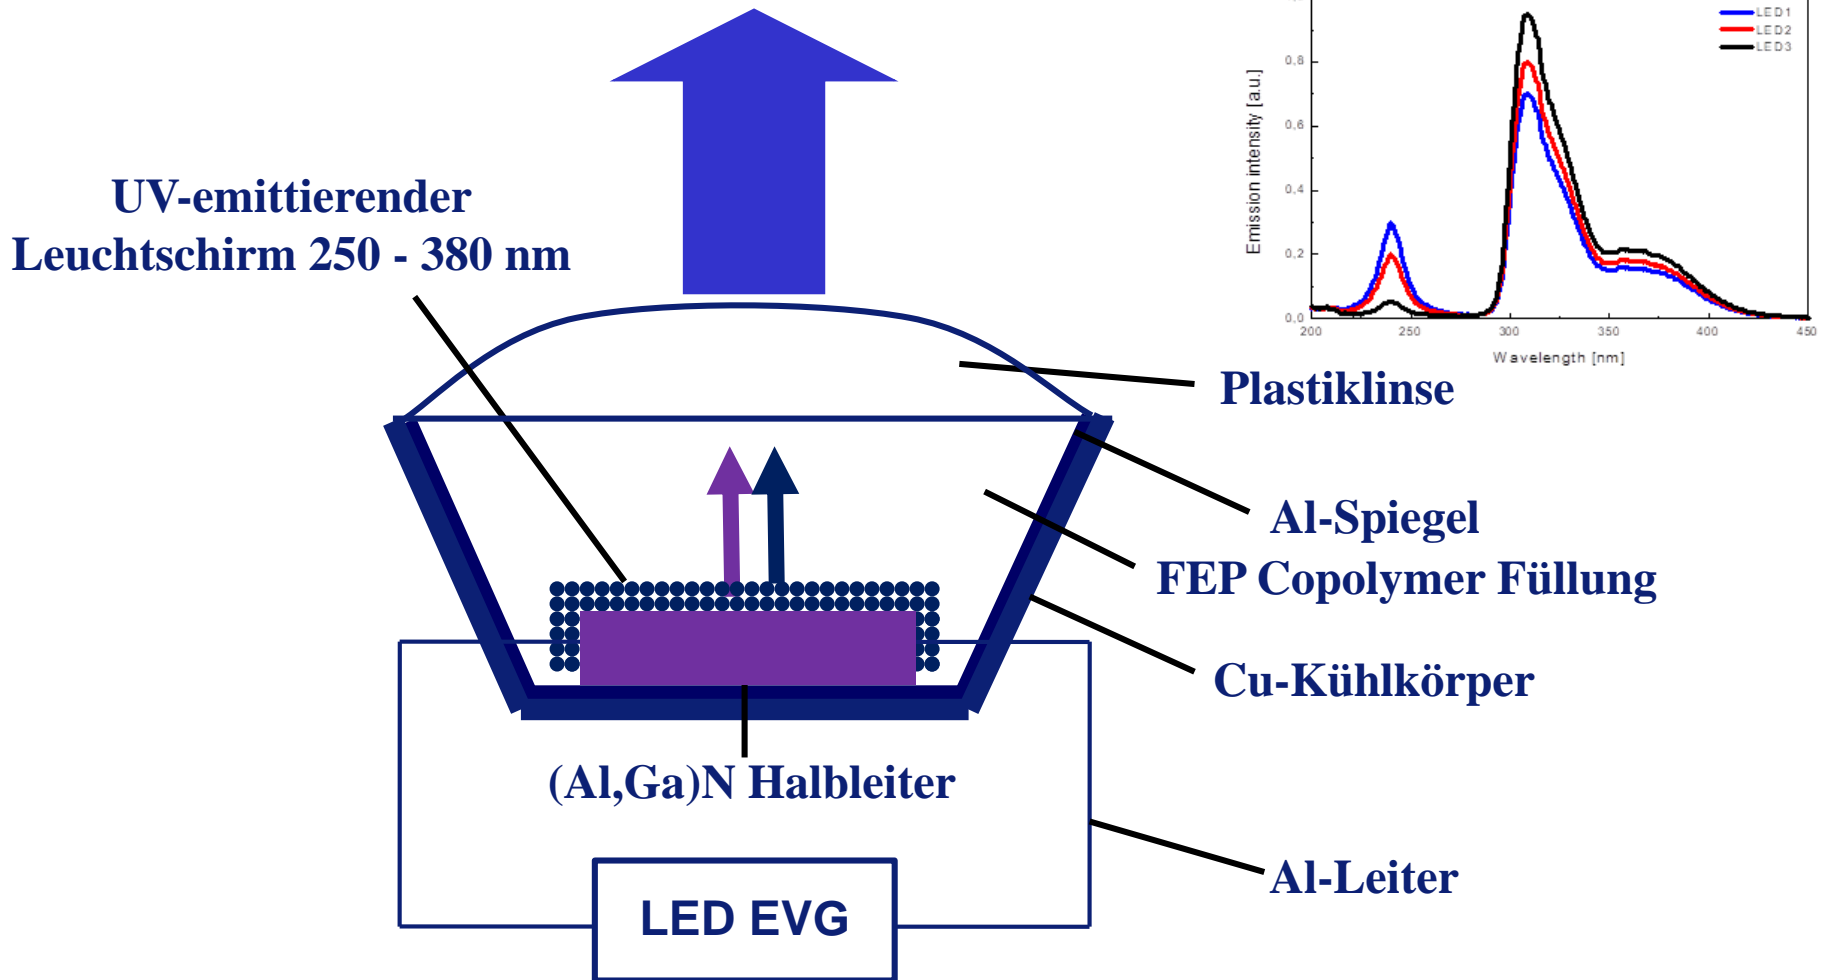 LED1
LED2
LED3
0,8
0,6
0,4
0,2
0,0
200
250
300
350
400
450
Emission intensity [a.u.]
Wavelength [nm]
UV-emittierender
Leuchtschirm 250 - 380 nm
Plastiklinse
Al-Spiegel
FEP Copolymer Füllung
Cu-Kühlkörper
(Al,Ga)N Halbleiter
Al-Leiter
LED EVG